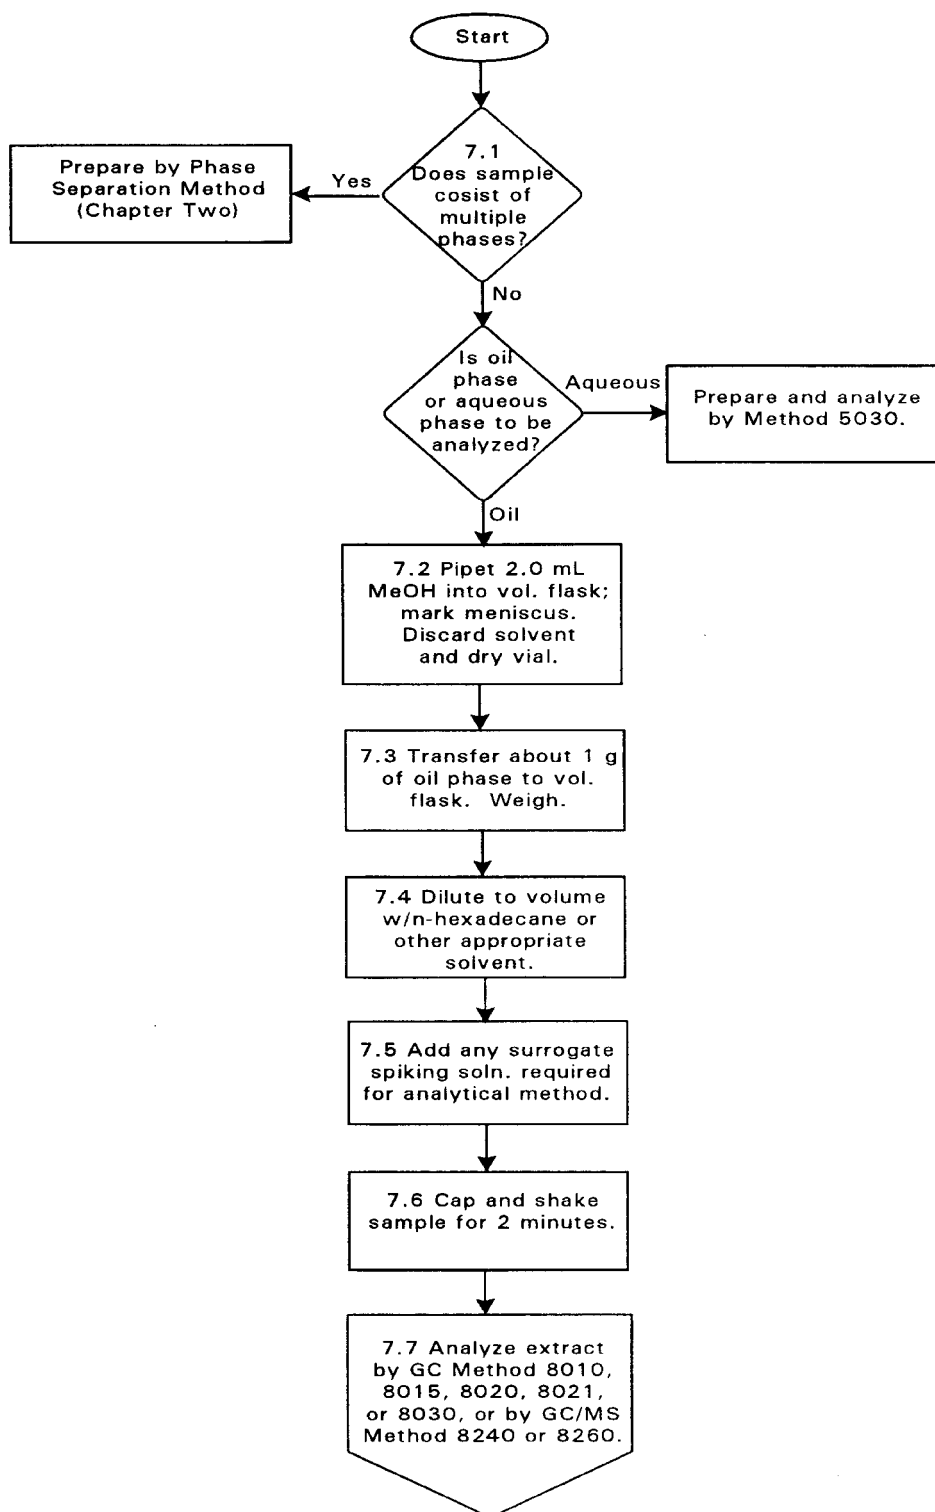 Start
7.1
Does sample
cosist of
multiple
phases?
Yes
Prepare by Phase
Separation Method
(Chapter Two)
No
Is oil
phase
or aqueous
phase to be
analyzed?
Aqueous
Prepare and analyze
by Method 5030.
Oil
7.2 Pipet 2.0 mL
MeOH into vol. flask;
mark meniscus.
Discard solvent
and dry vial.
7.3 Transfer about 1 g
of oil phase to vol.
flask. Weigh.
7.4 Dilute to volume
w/n-hexadecane or
other appropriate
solvent.
7.5 Add any surrogate
spiking soln. required
for analytical method.
7.6 Cap and shake
sample for 2 minutes.
7.7 Analyze extract
by GC Method 8010,
8015, 8020, 8021,
or 8030, or by GC/MS
Method 8240 or 8260.